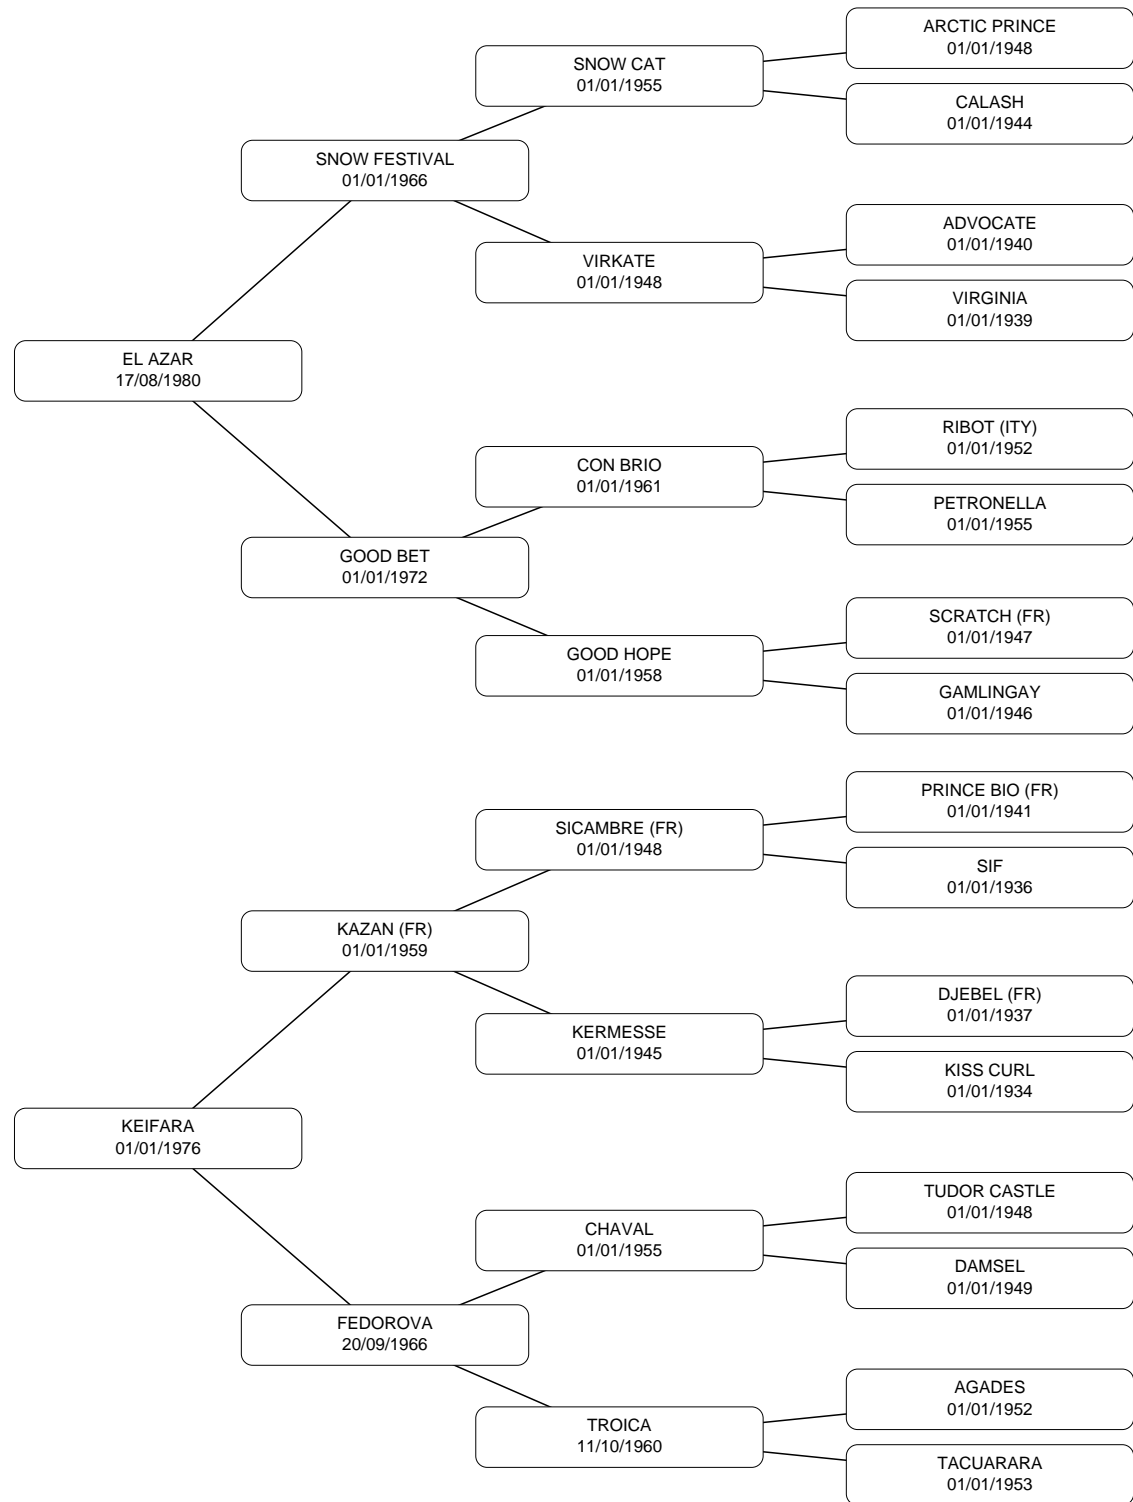 ARCTIC PRINCE
01/01/1948
SNOW CAT
01/01/1955
CALASH
01/01/1944
SNOW FESTIVAL
01/01/1966
ADVOCATE
01/01/1940
VIRKATE
01/01/1948
VIRGINIA
01/01/1939
EL AZAR
17/08/1980
RIBOT (ITY)
01/01/1952
CON BRIO
01/01/1961
PETRONELLA
01/01/1955
GOOD BET
01/01/1972
SCRATCH (FR)
01/01/1947
GOOD HOPE
01/01/1958
GAMLINGAY
01/01/1946
PRINCE BIO (FR)
01/01/1941
SICAMBRE (FR)
01/01/1948
SIF
01/01/1936
KAZAN (FR)
01/01/1959
DJEBEL (FR)
01/01/1937
KERMESSE
01/01/1945
KISS CURL
01/01/1934
KEIFARA
01/01/1976
TUDOR CASTLE
01/01/1948
CHAVAL
01/01/1955
DAMSEL
01/01/1949
FEDOROVA
20/09/1966
AGADES
01/01/1952
TROICA
11/10/1960
TACUARARA
01/01/1953